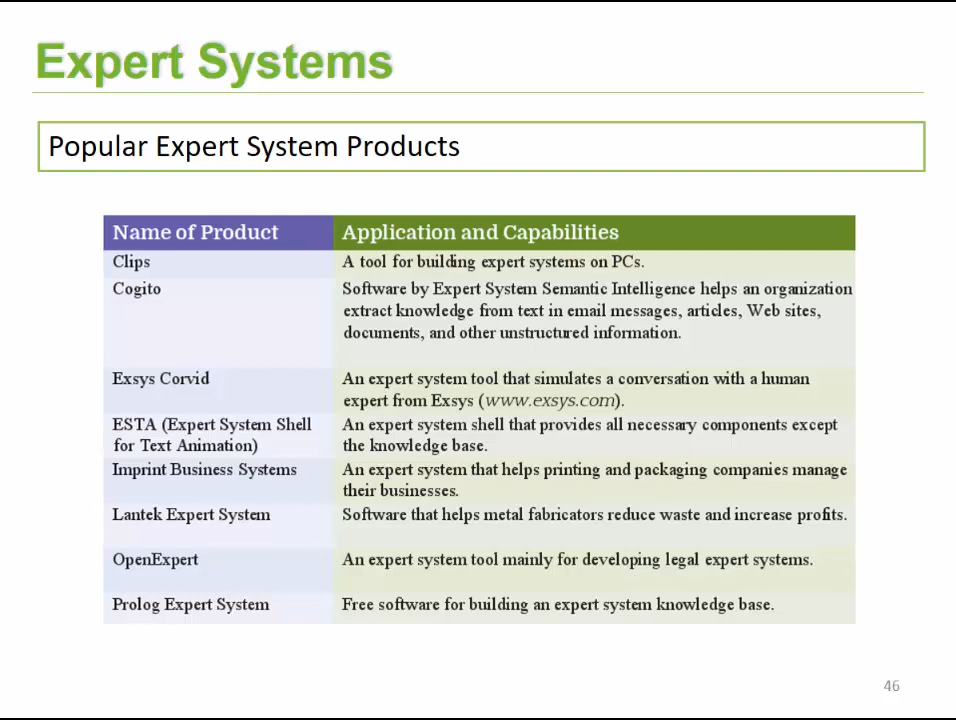 Expert Systems
Popular Expert System Products
Name of Product
Application and Capabilities
Clips
A tool for building expert systems on PCs.
Cogito
Software by Expert System Semantic Intelligence helps an organization
extract knowledge from text in email messages, articles, Web sites,
documents, and other unstructured information.
Exsys Corvid
An expert system tool that simulates a conversation with a human
expert from Exsys (www.exsys.com).
ESTA (Expert System Shell
for Text Animation)
An expert system shell that provides all necessary components except
the knowledge base.
Imprint Business Systems
An expert system that helps printing and packaging companies manage
their businesses.
Lantek Expert System
Software that helps metal fabricators reduce waste and increase profits.
OpenExpert
An expert system tool mainly for developing legal expert systems.
Prolog Expert System
Free software for building an expert system knowledge base.
46